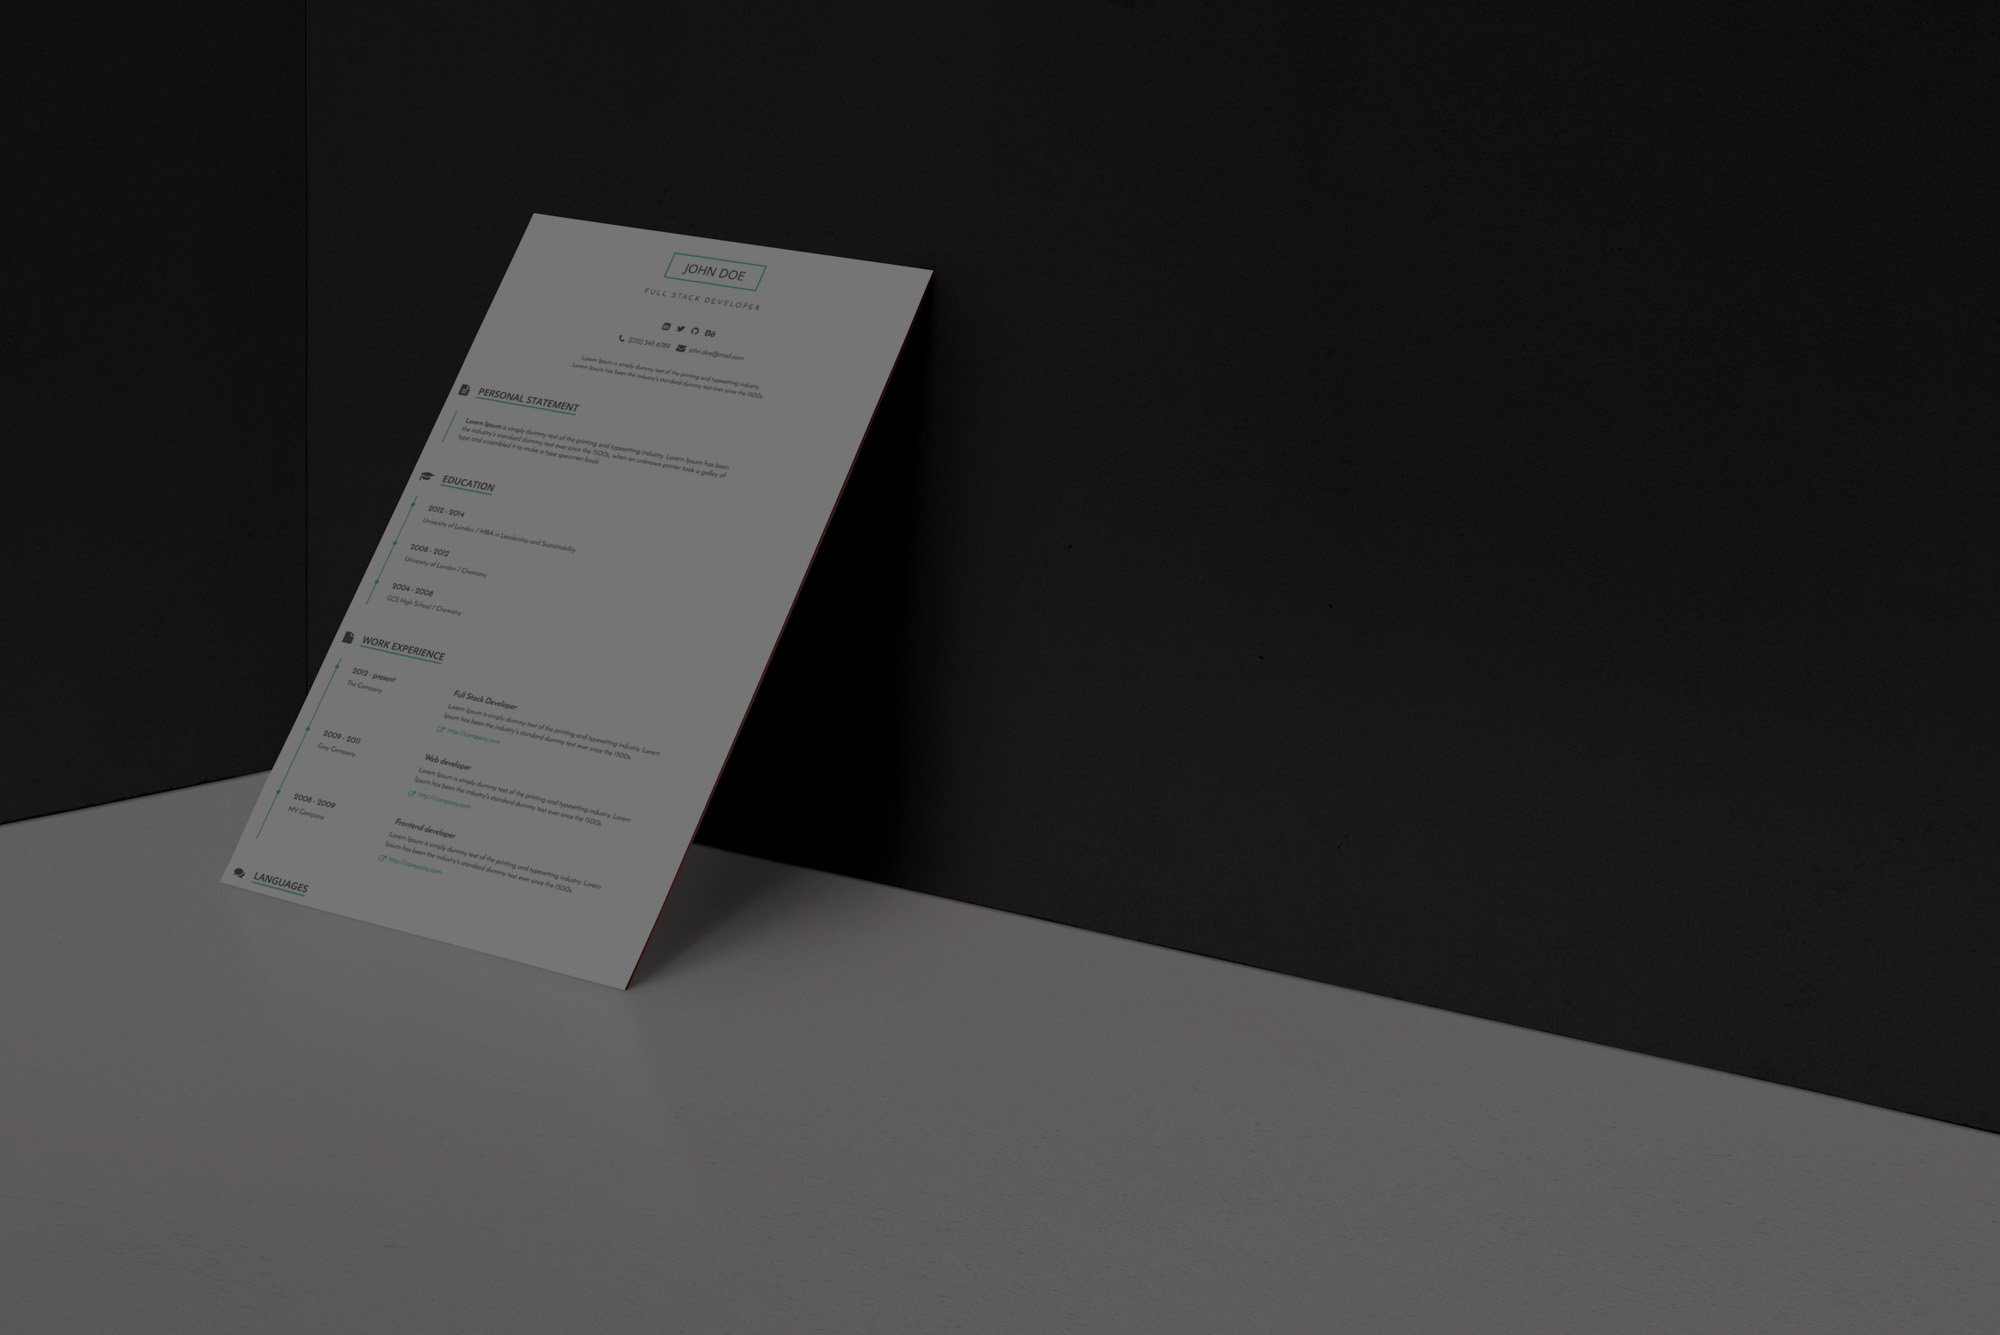 JOHN DOE
FULL STACK DEVELOPER
Bē
(012) 345 6789 john.doe@mail.com
Lorem Ipsum is simply dummy text of the printing and typesetting industry.
Lorem Ipsum has been the industry's standard dummy text ever since the 1500s
PERSONAL STATEMENT
Lorem Ipsum is simply dummy text of the printing and typesetting industry. Lorem Ipsum has been
the industry's standard dummy text ever since the 1500s, when an unknown printer took a galley of
type and scrambled it to make a type specimen book.
EDUCATION
2012 - 2014
University of London / MBA in Leadership and Sustainability
2008 - 2012
University of London / Chemistry
2004 - 2008
GCS High School / Chemistry
WORK EXPERIENCE
2012 - present
The Company
Full Stack Developer
Lorem Ipsum is simply dummy text of the printing and typesetting industry. Lorem
Ipsum has been the industry's standard dummy text ever since the 1500s.
http://company.com
2009 - 2011
Grey Company
Web developer
Lorem Ipsum is simply dummy text of the printing and typesetting industry. Lorem
Ipsum has been the industry's standard dummy text ever since the 1500s.
http://company.com
2008 - 2009
MV Company
Frontend developer
Lorem Ipsum is simply dummy text of the printing and typesetting industry. Lorem
Ipsum has been the industry's standard dummy text ever since the 1500s.
http://company.com
LANGUAGES